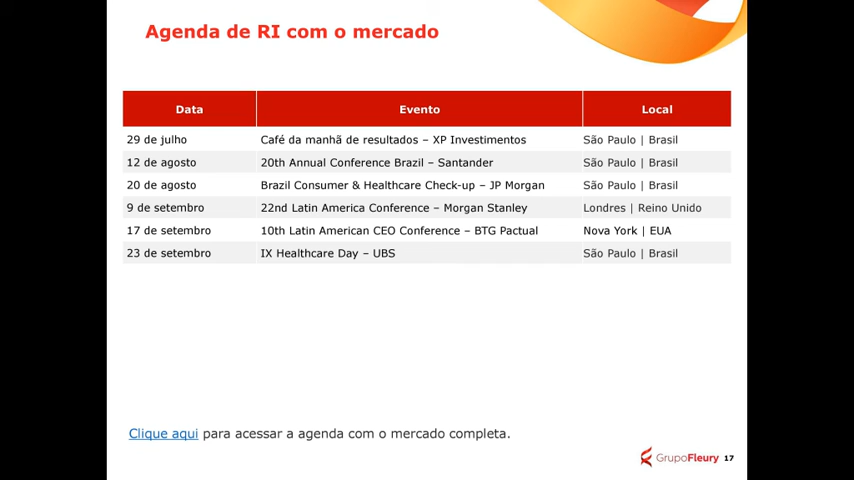 Agenda de RI com o mercado
Data Evento Local
29 de julho Café da manhã de resultados – XP Investimentos São Paulo | Brasil
12 de agosto 20th Annual Conference Brazil – Santander São Paulo | Brasil
20 de agosto Brazil Consumer & Healthcare Check-up – JP Morgan São Paulo | Brasil
9 de setembro 22nd Latin America Conference – Morgan Stanley Londres | Reino Unido
17 de setembro 10th Latin American CEO Conference – BTG Pactual Nova York | EUA
23 de setembro IX Healthcare Day – UBS São Paulo | Brasil
Clique aqui para acessar a agenda com o mercado completa.
GrupoFleury 17